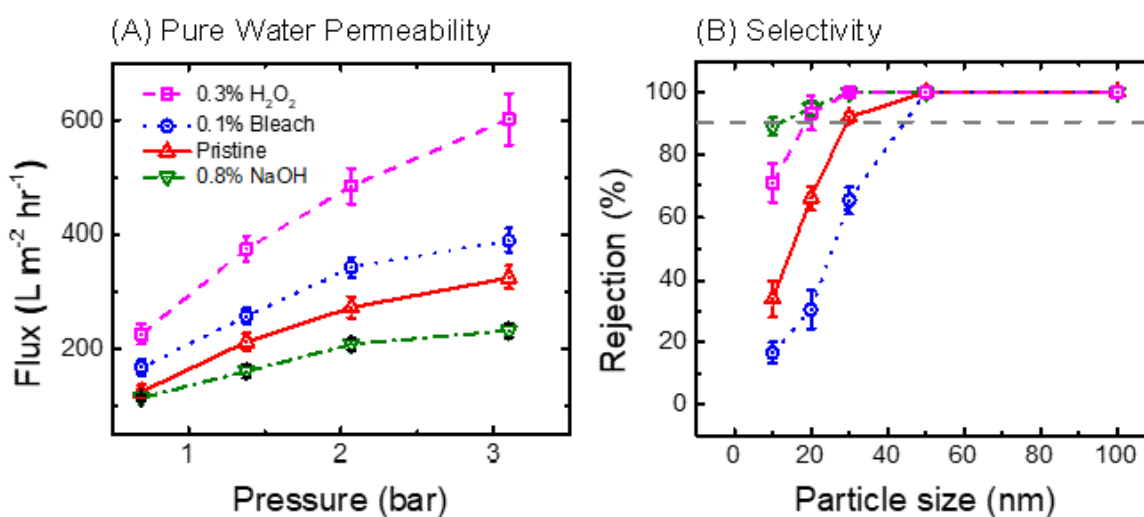 (A) Pure Water Permeability
0.3% H₂O₂
0.1% Bleach
Pristine
0.8% NaOH
600
400
200
1 2 3
Flux (L m⁻² hr⁻¹)
Pressure (bar)
(B) Selectivity
100
80
60
40
20
0
0 20 40 60 80 100
Rejection (%)
Particle size (nm)